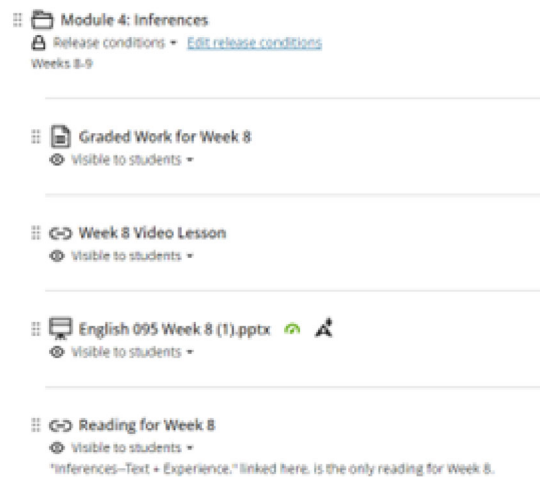 Module 4: Inferences
Release conditions Edit release conditions
Weeks 8-9
Graded Work for Week 8
Visible to students
Week 8 Video Lesson
Visible to students
English 095 Week 8 (1).pptx
Visible to students
Reading for Week 8
Visible to students
"Inferences--Text + Experience," linked here, is the only reading for Week 8.